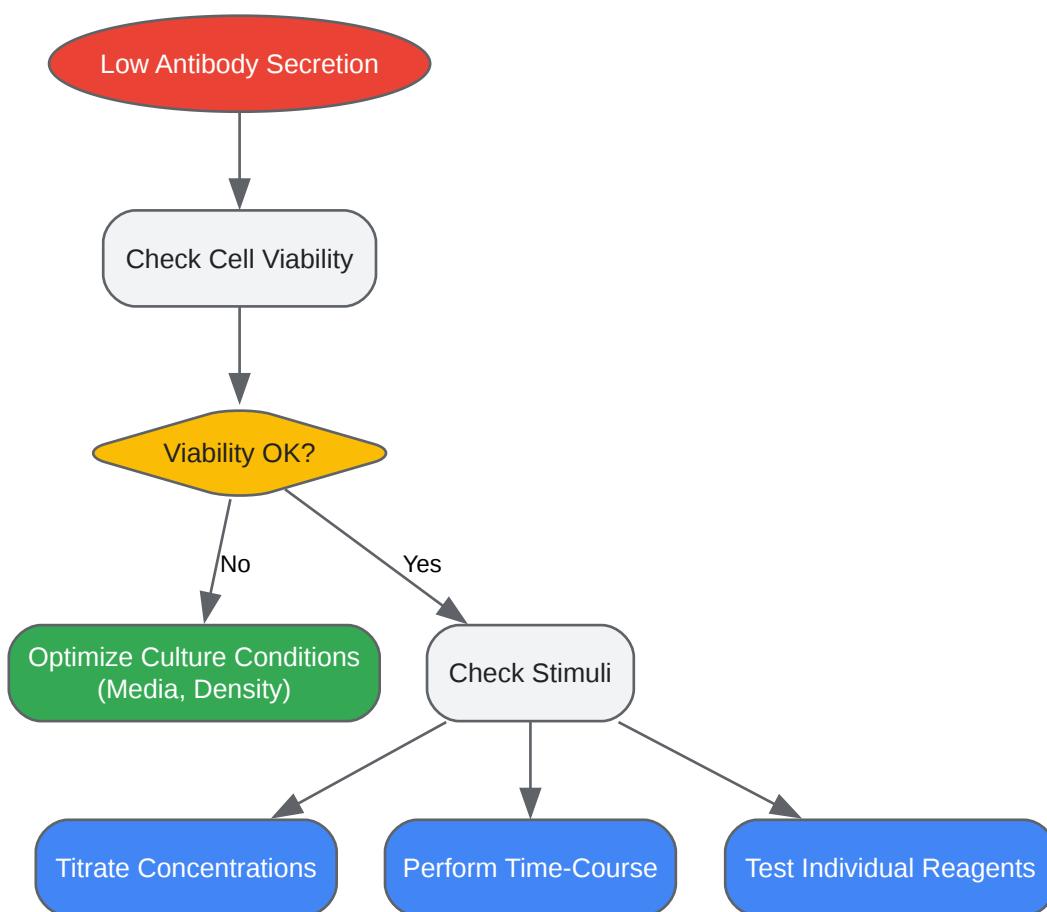 Low Antibody Secretion
Check Cell Viability
Viability OK?
No
Yes
Optimize Culture Conditions
(Media, Density)
Check Stimuli
Titrate Concentrations
Perform Time-Course
Test Individual Reagents